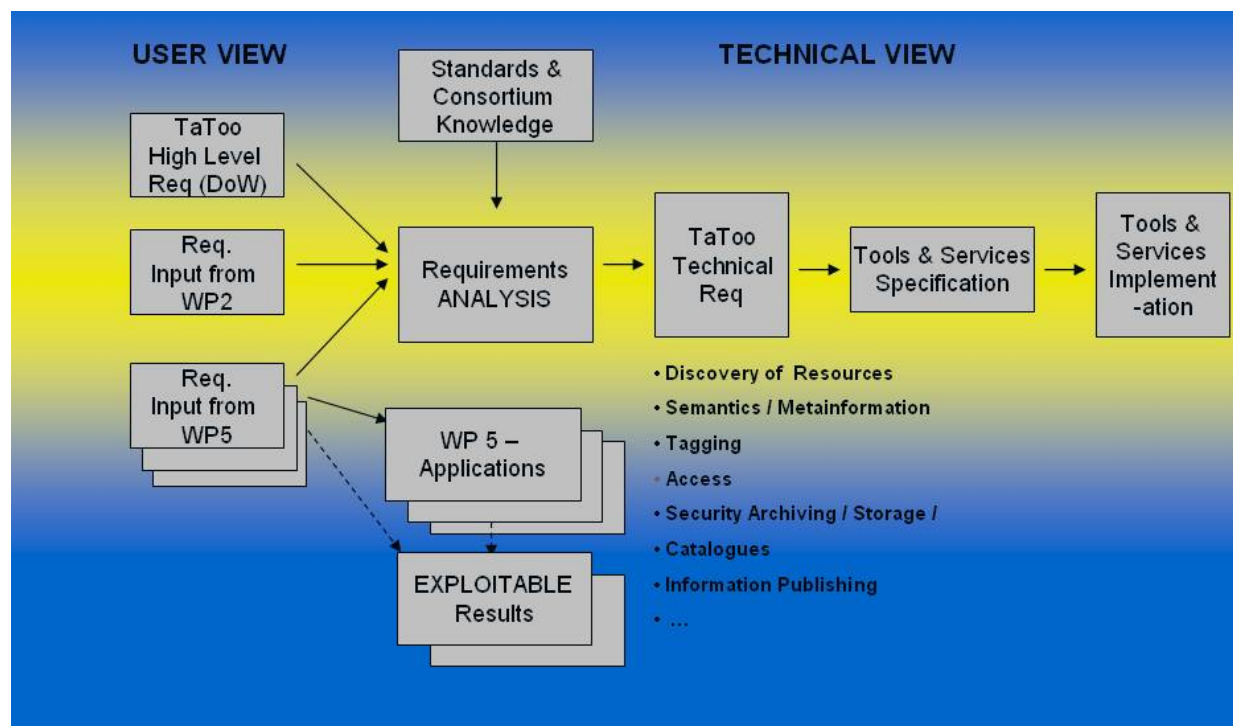 USER VIEW
TECHNICAL VIEW
Standards &
Consortium
Knowledge
TaToo
High Level
Req (DoW)
Req.
Input from
WP2
Req.
Input from
WP5
Requirements
ANALYSIS
TaToo
Technical
Req
Tools & Services
Specification
Tools &
Services
Implement
-ation
WP 5 –
Applications
EXPLOITABLE
Results
• Discovery of Resources
• Semantics / Metainformation
• Tagging
• Access
• Security Archiving / Storage /
• Catalogues
• Information Publishing
• ...